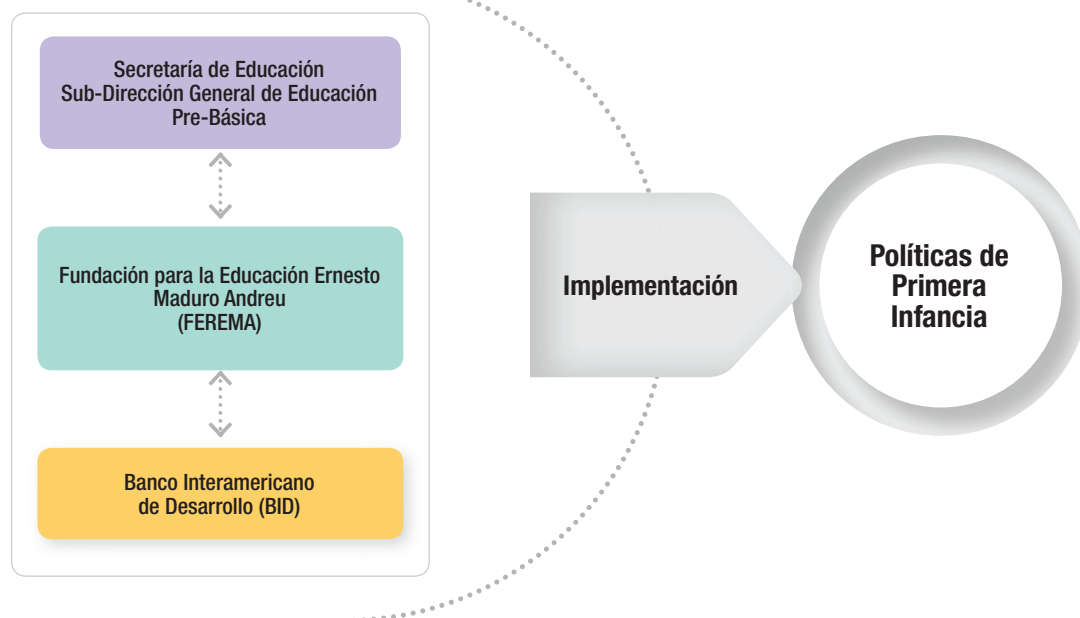 Secretaría de Educación
Sub-Dirección General de Educación
Pre-Básica
Fundación para la Educación Ernesto
Maduro Andreu
(FEREMA)
Banco Interamericano
de Desarrollo (BID)
Implementación
Políticas de
Primera
Infancia